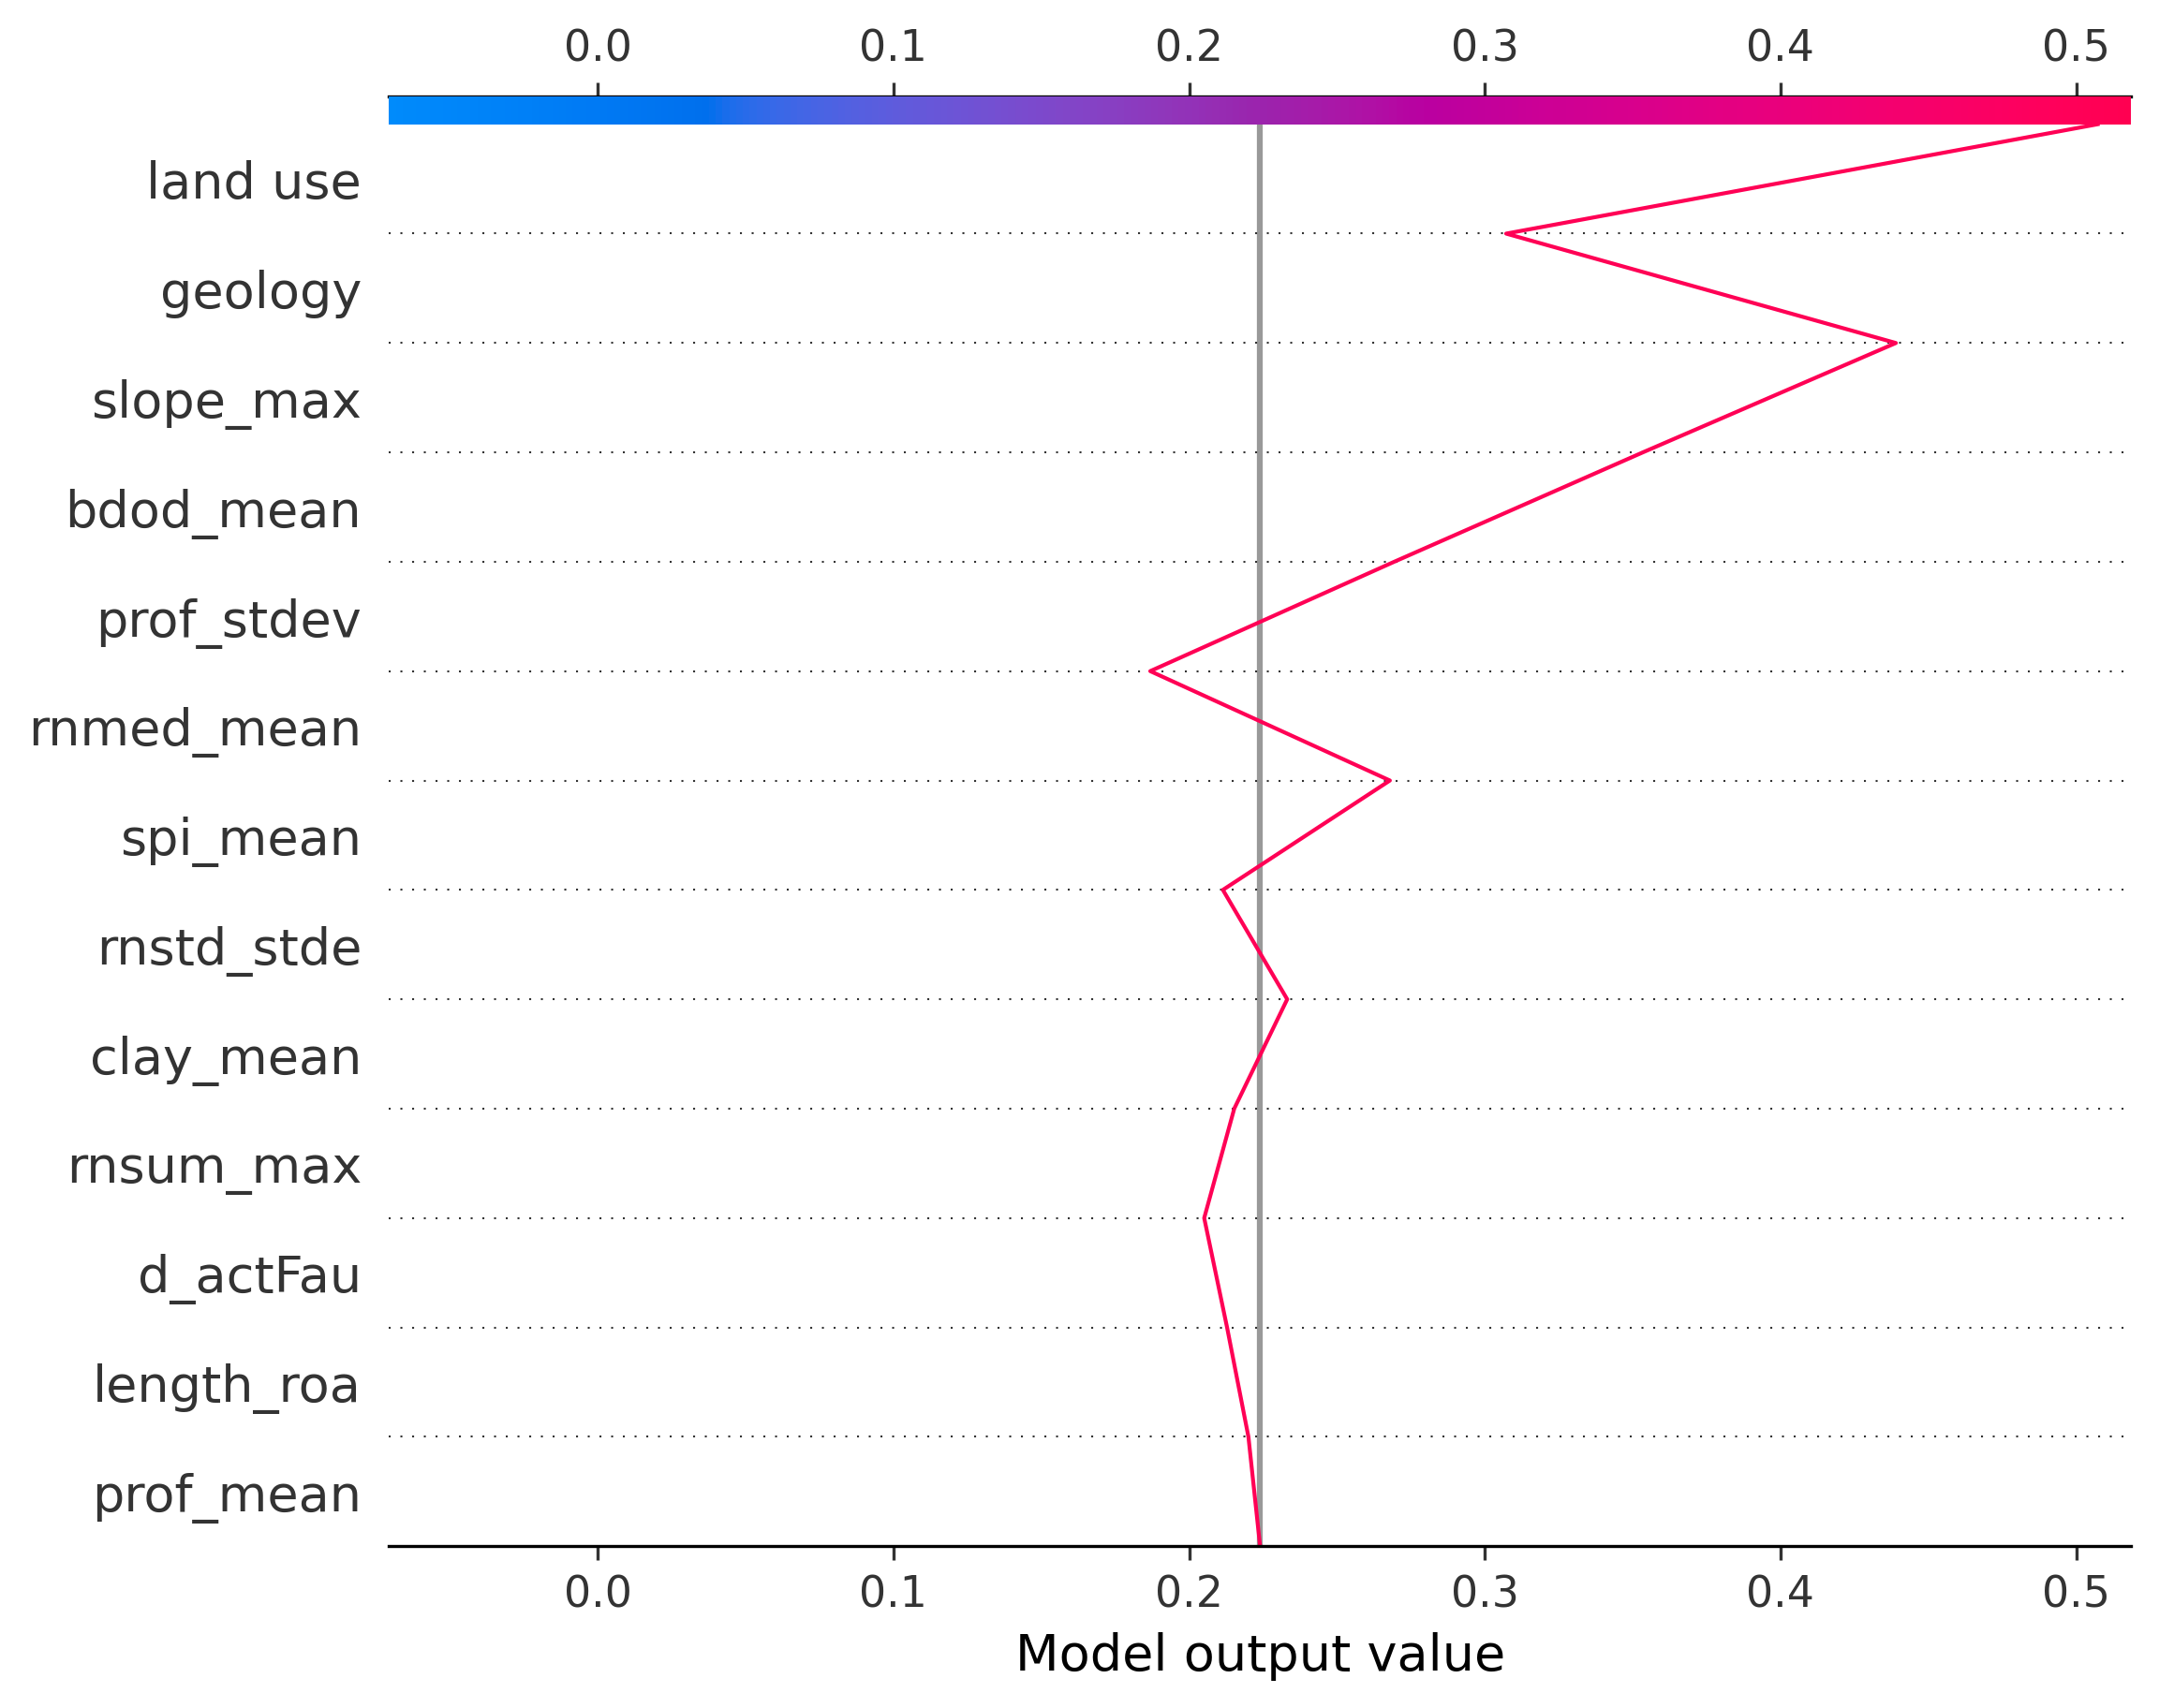 0.0 0.1 0.2 0.3 0.4 0.5
land use
geology
slope_max
bdod_mean
prof_stdev
rnmed_mean
spi_mean
rnstd_stde
clay_mean
rnsum_max
d_actFau
length_roa
prof_mean
0.0 0.1 0.2 0.3 0.4 0.5
Model output value